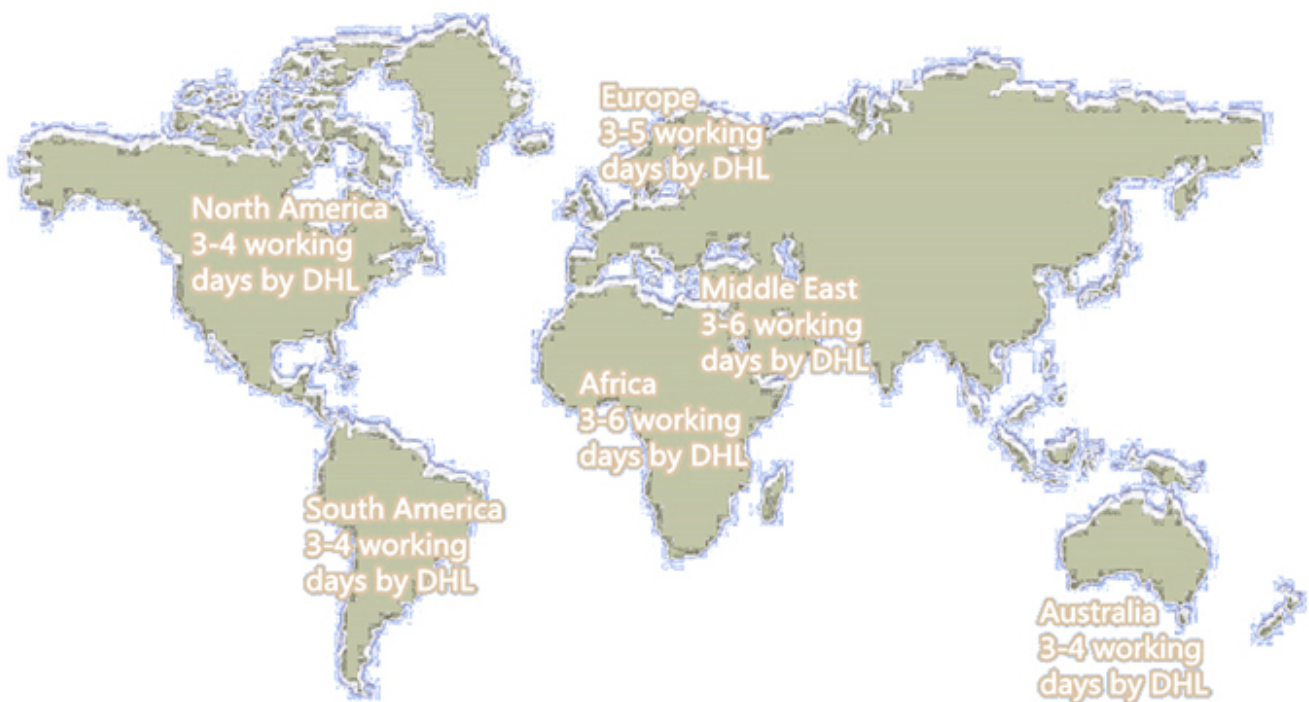 Europe
3-5 working
days by DHL
North America
3-4 working
days by DHL
Middle East
3-6 working
days by DHL
Africa
3-6 working
days by DHL
South America
3-4 working
days by DHL
Australia
3-4 working
days by DHL